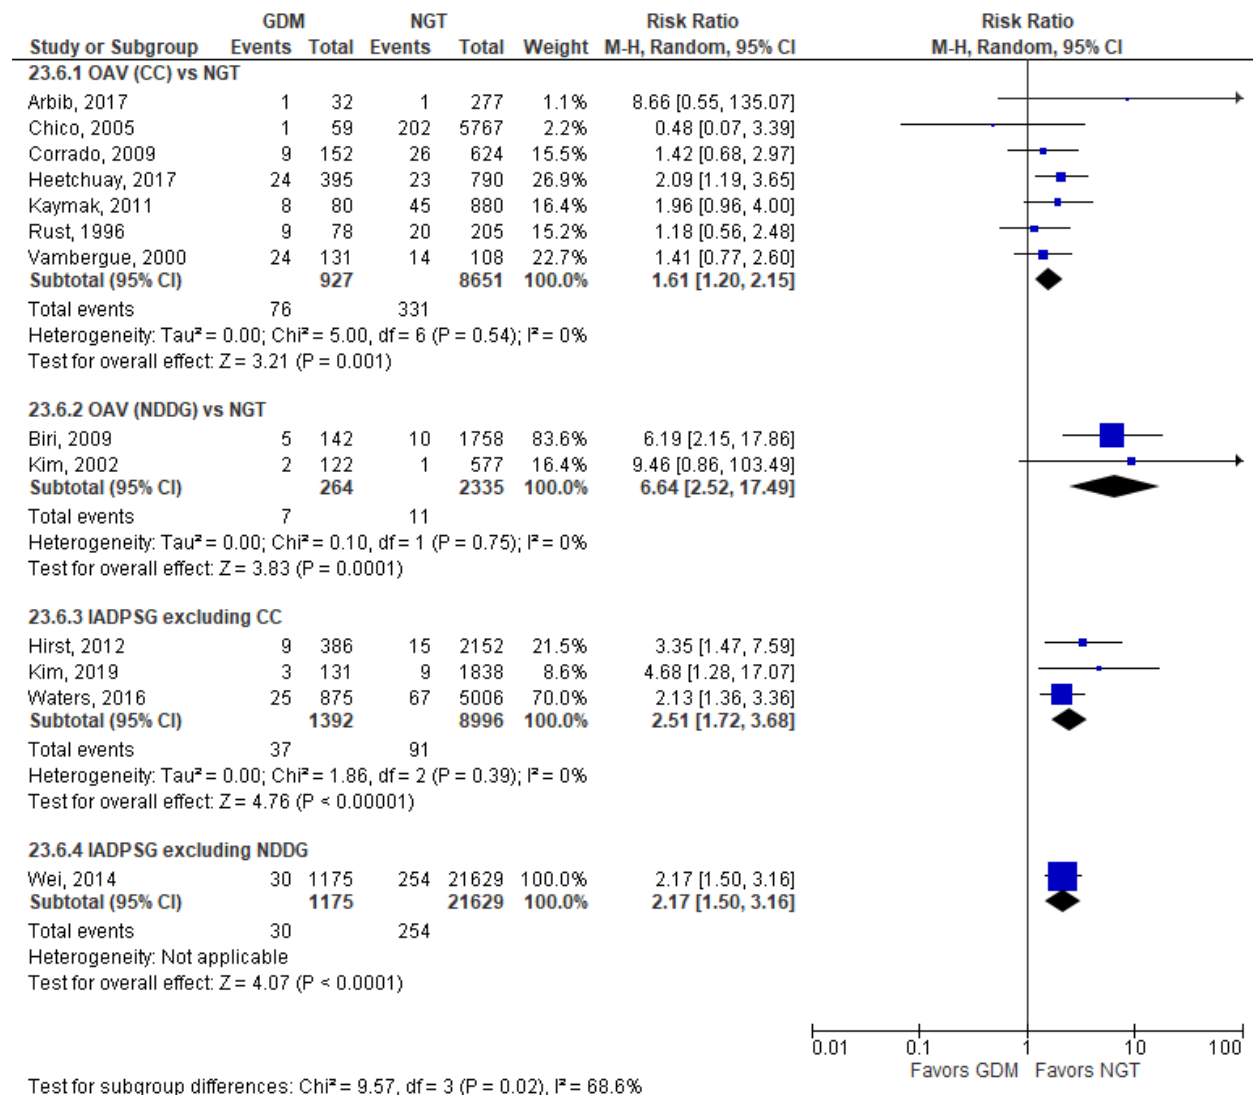 GDM NGT Risk Ratio Risk Ratio
Study or Subgroup Events Total Events Total Weight M-H, Random, 95% CI M-H, Random, 95% CI
23.6.1 OAV (CC) vs NGT
Arbib, 2017 1 32 1 277 1.1% 8.66 [0.55, 135.07]
Chico, 2005 1 59 202 5767 2.2% 0.48 [0.07, 3.39]
Corrado, 2009 9 152 26 624 15.5% 1.42 [0.68, 2.97]
Heetchuay, 2017 24 395 23 790 26.9% 2.09 [1.19, 3.65]
Kaymak, 2011 8 80 45 880 16.4% 1.96 [0.96, 4.00]
Rust, 1996 9 78 20 205 15.2% 1.18 [0.56, 2.48]
Vambergue, 2000 24 131 14 108 22.7% 1.41 [0.77, 2.60]
Subtotal (95% CI) 927 8651 100.0% 1.61 [1.20, 2.15]
Total events 76 331
Heterogeneity: Tau² = 0.00; Chi² = 5.00, df = 6 (P = 0.54); I² = 0%
Test for overall effect: Z = 3.21 (P = 0.001)
23.6.2 OAV (NDDG) vs NGT
Biri, 2009 5 142 10 1758 83.6% 6.19 [2.15, 17.86]
Kim, 2002 2 122 1 577 16.4% 9.46 [0.86, 103.49]
Subtotal (95% CI) 264 2335 100.0% 6.64 [2.52, 17.49]
Total events 7 11
Heterogeneity: Tau² = 0.00; Chi² = 0.10, df = 1 (P = 0.75); I² = 0%
Test for overall effect: Z = 3.83 (P = 0.0001)
23.6.3 IADPSG excluding CC
Hirst, 2012 9 386 15 2152 21.5% 3.35 [1.47, 7.59]
Kim, 2019 3 131 9 1838 8.6% 4.68 [1.28, 17.07]
Waters, 2016 25 875 67 5006 70.0% 2.13 [1.36, 3.36]
Subtotal (95% CI) 1392 8996 100.0% 2.51 [1.72, 3.68]
Total events 37 91
Heterogeneity: Tau² = 0.00; Chi² = 1.86, df = 2 (P = 0.39); I² = 0%
Test for overall effect: Z = 4.76 (P < 0.00001)
23.6.4 IADPSG excluding NDDG
Wei, 2014 30 1175 254 21629 100.0% 2.17 [1.50, 3.16]
Subtotal (95% CI) 1175 21629 100.0% 2.17 [1.50, 3.16]
Total events 30 254
Heterogeneity: Not applicable
Test for overall effect: Z = 4.07 (P < 0.0001)
0.01 0.1 1 10 100
Favors GDM Favors NGT
Test for subgroup differences: Chi² = 9.57, df = 3 (P = 0.02), I² = 68.6%